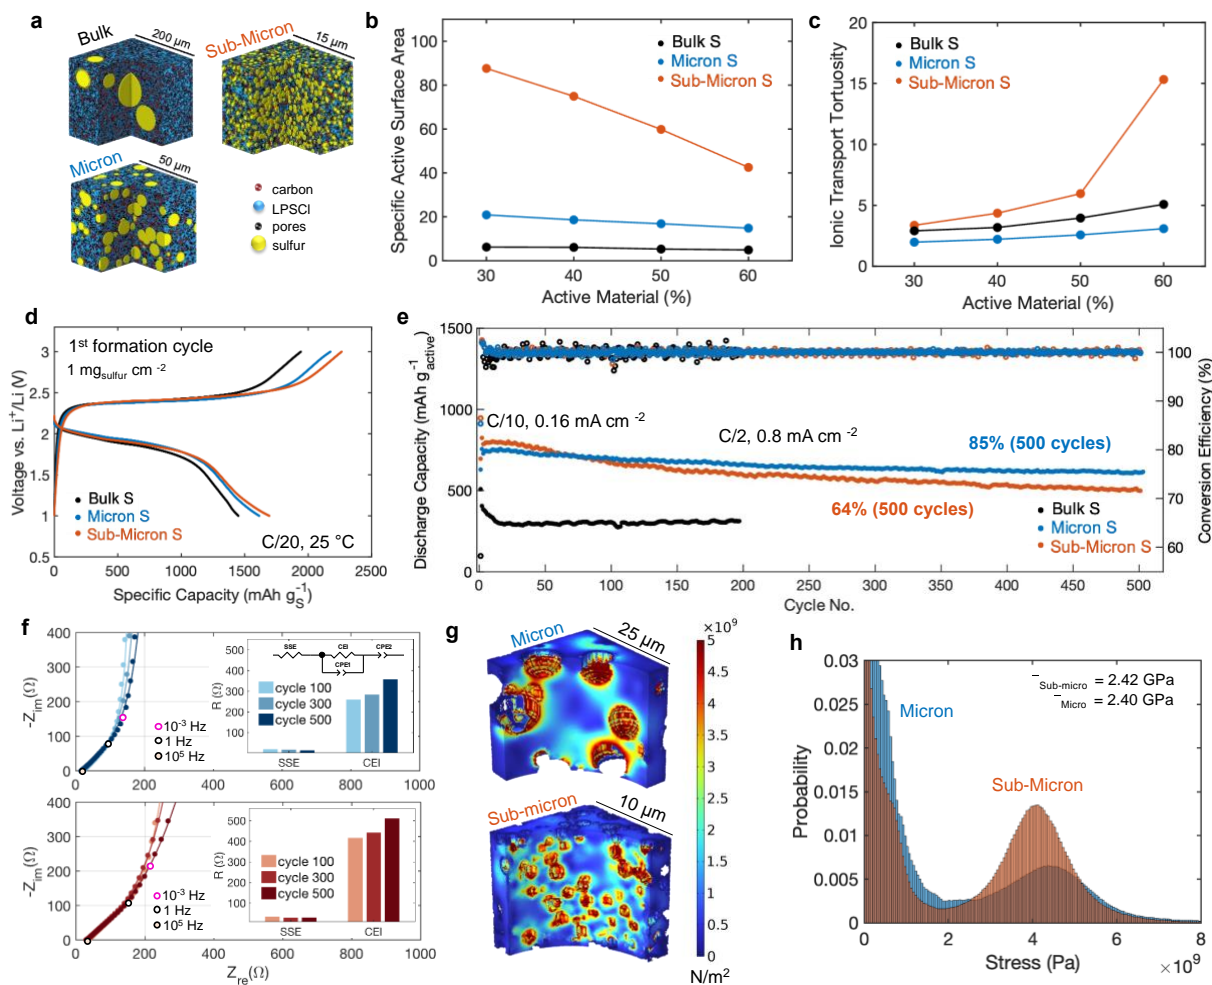 a
Bulk
200 μm
Sub-Micron
15 μm
Micron
50 μm
carbon
LPSCl
pores
sulfur
b
Specific Active Surface Area
100
80
60
40
20
0
Bulk S
Micron S
Sub-Micron S
30 40 50 60
Active Material (%)
c
Ionic Transport Tortuosity
20
15
10
5
0
Bulk S
Micron S
Sub-Micron S
30 40 50 60
Active Material (%)
d
Voltage vs. Li⁺/Li (V)
3
2.5
2
1.5
1
0.5
1st formation cycle
1 mg_sulfur cm -2
Bulk S
Micron S
Sub-Micron S
C/20, 25 °C
0 500 1000 1500 2000 2500
Specific Capacity (mAh g_S^-1)
e
Discharge Capacity (mAh g_active^-1)
1500
1000
500
0
C/10, 0.16 mA cm -2
C/2, 0.8 mA cm -2
85% (500 cycles)
64% (500 cycles)
Bulk S
Micron S
Sub-Micron S
100
90
80
70
60
Conversion Efficiency (%)
0 50 100 150 200 250 300 350 400 450 500
Cycle No.
f
-Z_im(Ω)
400
300
200
100
0
10⁻³ Hz
1 Hz
10⁵ Hz
R (Ω)
500
400
300
200
100
SSE
CEI
CPE2
CPE1
cycle 100
cycle 300
cycle 500
SSE CEI
0 200 400 600 800 1000
-Z_im(Ω)
400
300
200
100
0
10⁻³ Hz
1 Hz
10⁵ Hz
R (Ω)
500
400
300
200
100
cycle 100
cycle 300
cycle 500
SSE CEI
0 200 400 600 800 1000
Z_re(Ω)
g
Micron
25 μm
Sub-micron
10 μm
×10⁹
5
4.5
4
3.5
3
2.5
2
1.5
1
0.5
0
N/m²
h
Probability
0.03
0.025
0.02
0.015
0.01
0.005
0
¯Sub-micro = 2.42 GPa
¯Micro = 2.40 GPa
Micron
Sub-Micron
0 2 4 6 8
Stress (Pa)
×10⁹